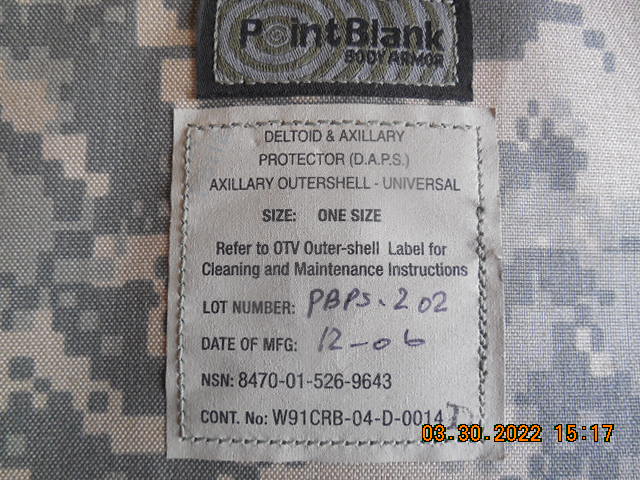 PointBlank
BODY ARMOR
DELTOID & AXILLARY
PROTECTOR (D.A.P.S.)
AXILLARY OUTERSHELL - UNIVERSAL
SIZE: ONE SIZE
Refer to OTV Outer-shell Label for
Cleaning and Maintenance Instructions
LOT NUMBER: PBPS-202
DATE OF MFG: 12-06
NSN: 8470-01-526-9643
CONT. No: W91CRB-04-D-0014
03.30.2022 15:17